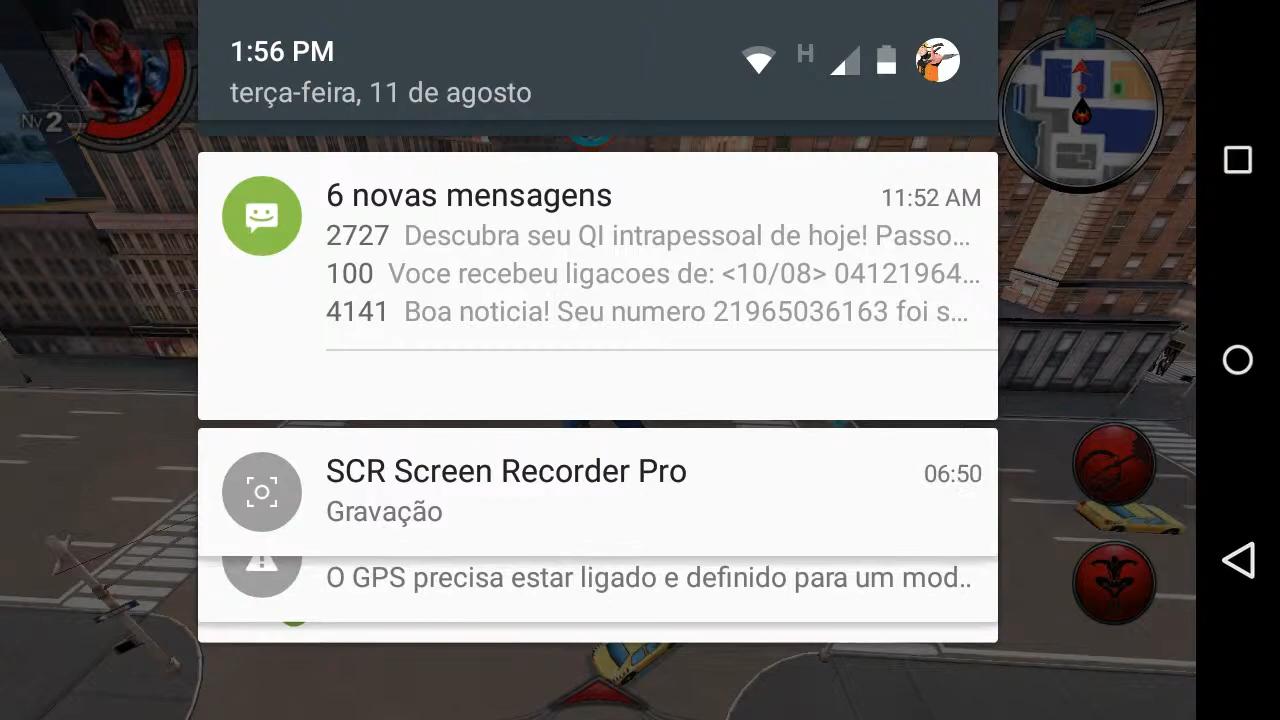 1:56 PM
H
terça-feira, 11 de agosto
Nv 2
6 novas mensagens 11:52 AM
2727 Descubra seu QI intrapessoal de hoje! Passo...
100 Voce recebeu ligacoes de: <10/08> 04121964...
4141 Boa noticia! Seu numero 21965036163 foi s...
SCR Screen Recorder Pro 06:50
Gravação
O GPS precisa estar ligado e definido para um mod..